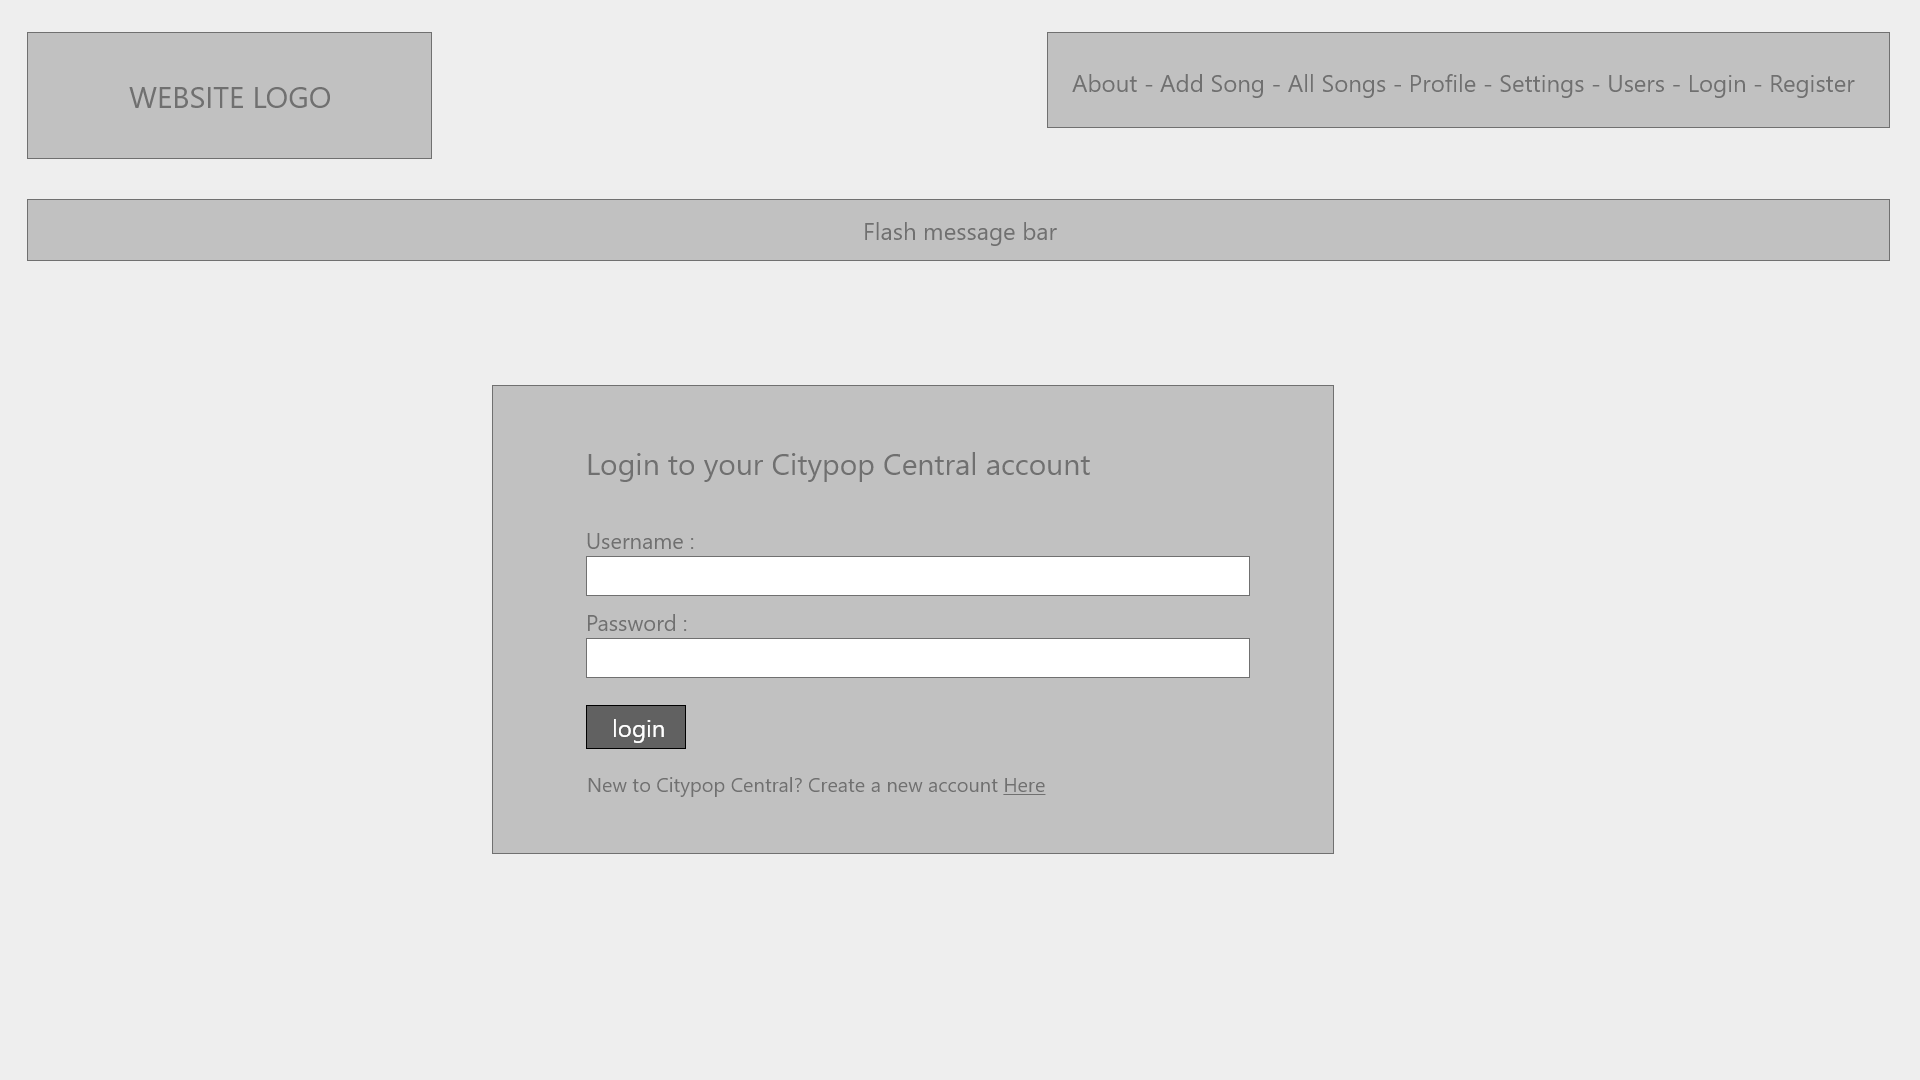 WEBSITE LOGO
About - Add Song - All Songs - Profile - Settings - Users - Login - Register
Flash message bar
Login to your Citypop Central account
Username :
Password :
login
New to Citypop Central? Create a new account Here